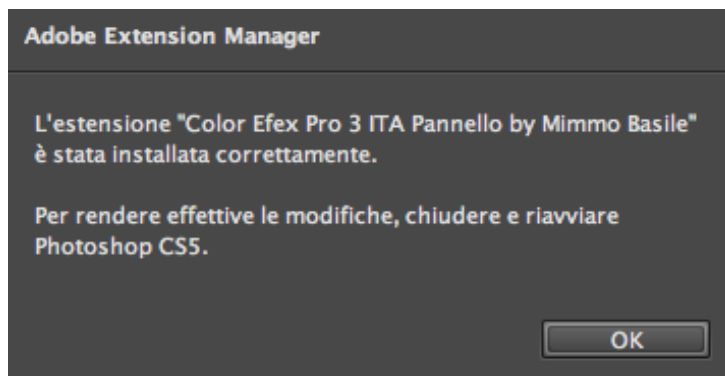 Adobe Extension Manager
L'estensione "Color Efex Pro 3 ITA Pannello by Mimmo Basile"
è stata installata correttamente.
Per rendere effettive le modifiche, chiudere e riavviare
Photoshop CS5.
OK